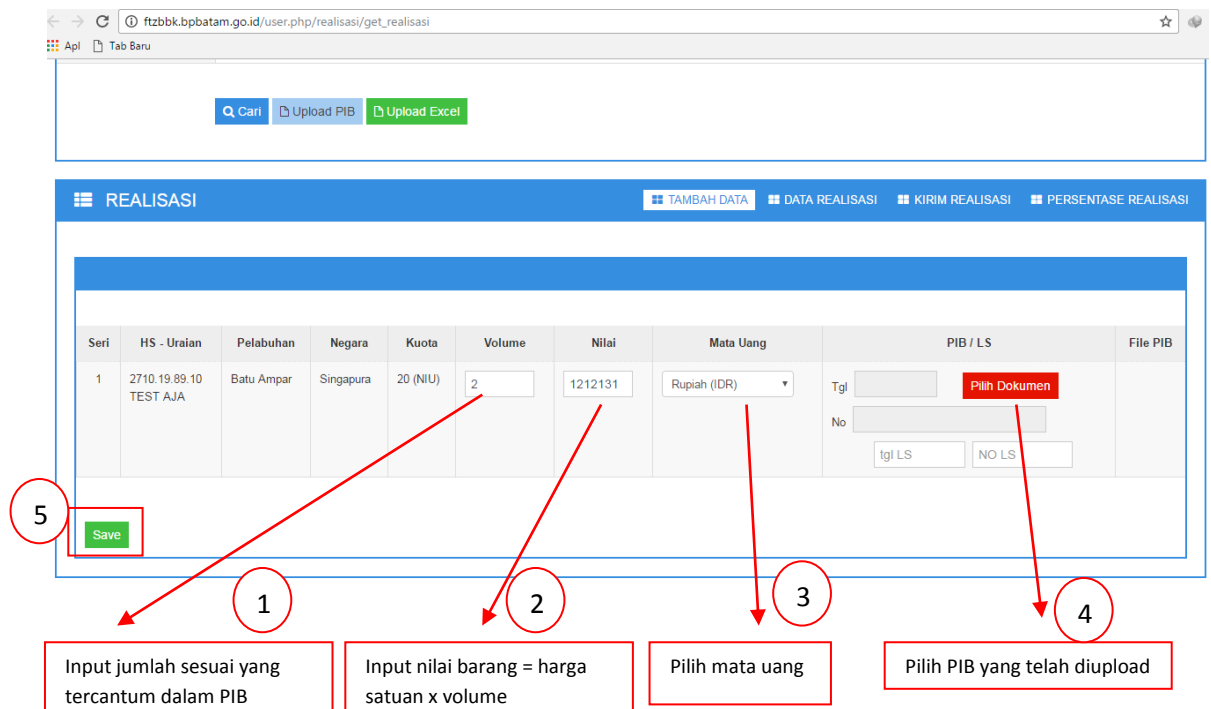 ftzbbk.bpbatam.go.id/user.php/realisasi/get_realisasi
Apl Tab Baru
Cari Upload PIB Upload Excel
REALISASI TAMBAH DATA DATA REALISASI KIRIM REALISASI PERSENTASE REALISASI
Seri HS - Uraian Pelabuhan Negara Kuota Volume Nilai Mata Uang PIB / LS File PIB
1 2710.19.89.10 Batu Ampar Singapura 20 (NIU) 2 1212131 Rupiah (IDR) Tgl Pilih Dokumen
TEST AJA
No
tgl LS NO LS
5
Save
1 2 3 4
Input jumlah sesuai yang
tercantum dalam PIB
Input nilai barang = harga
satuan x volume
Pilih mata uang
Pilih PIB yang telah diupload